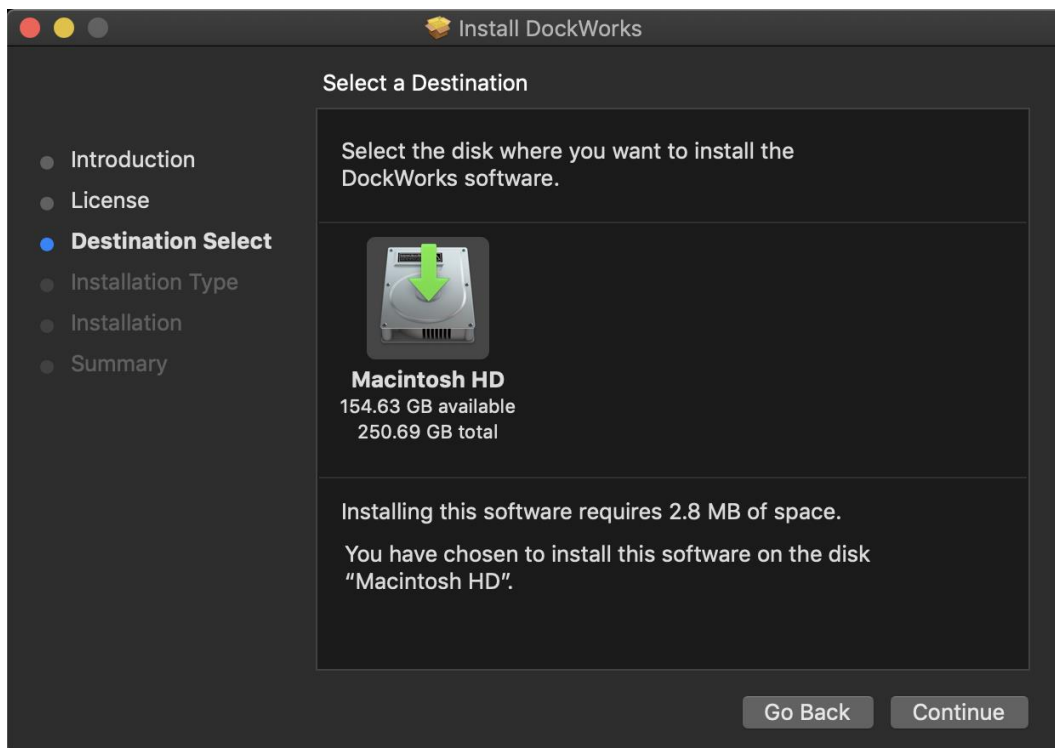 Install DockWorks
Select a Destination
Introduction
License
Destination Select
Installation Type
Installation
Summary
Select the disk where you want to install the
DockWorks software.
Macintosh HD
154.63 GB available
250.69 GB total
Installing this software requires 2.8 MB of space.
You have chosen to install this software on the disk
“Macintosh HD”.
Go Back
Continue